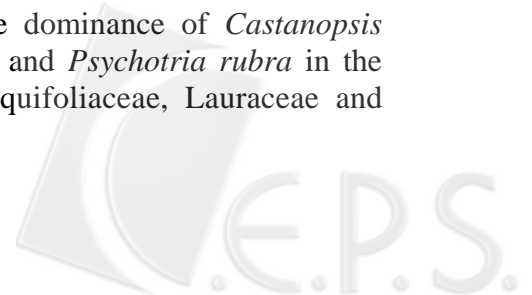 dominance of Castanopsis
and Psychotria rubra in the
quifoliaceae, Lauraceae and
C.E.P.S.